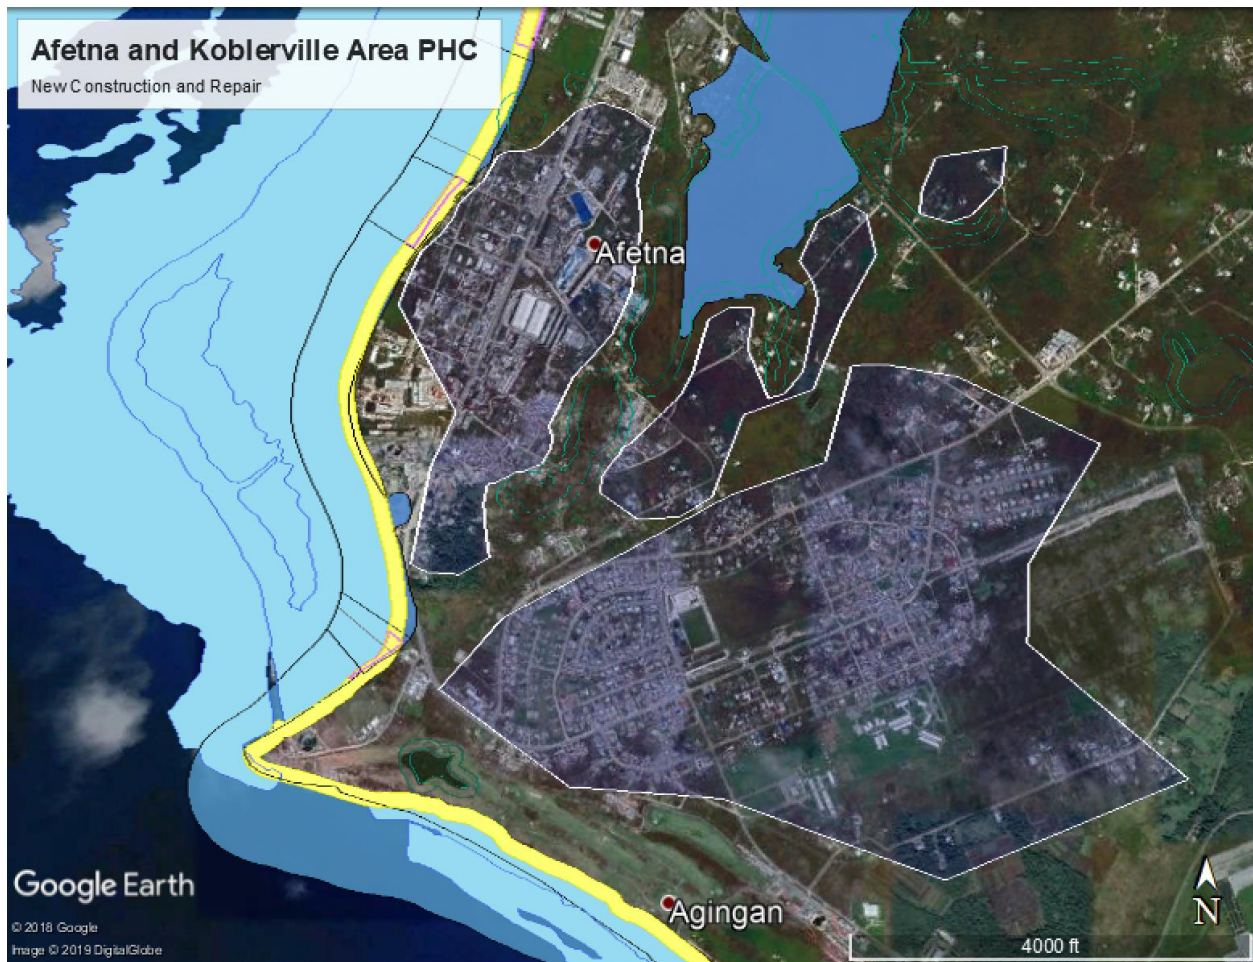 Afetna and Koblerville Area PHC
New Construction and Repair
Afetna
Agingan
Google Earth
© 2018 Google
Image © 2019 DigitalGlobe
N
4000 ft